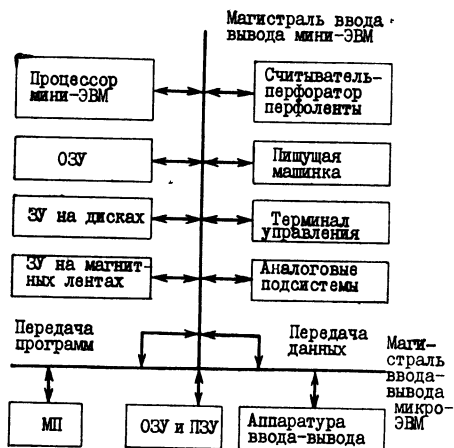 Магистраль ввода
вывода мини-ЭВМ
Процессор
мини-ЭВМ
Считыватель-
перфоратор
перфоленты
ОЗУ
Пищущая
машинка
ЗУ на дисках
Терминал
управления
ЗУ на магнит-
ных лентах
Аналоговые
подсистемы
Передача
программ
Передача
данных
Маги-
страль
ввода-
вывода
микро-
ЭВМ
МП
ОЗУ и ПЗУ
Аппаратура
ввода-вывода